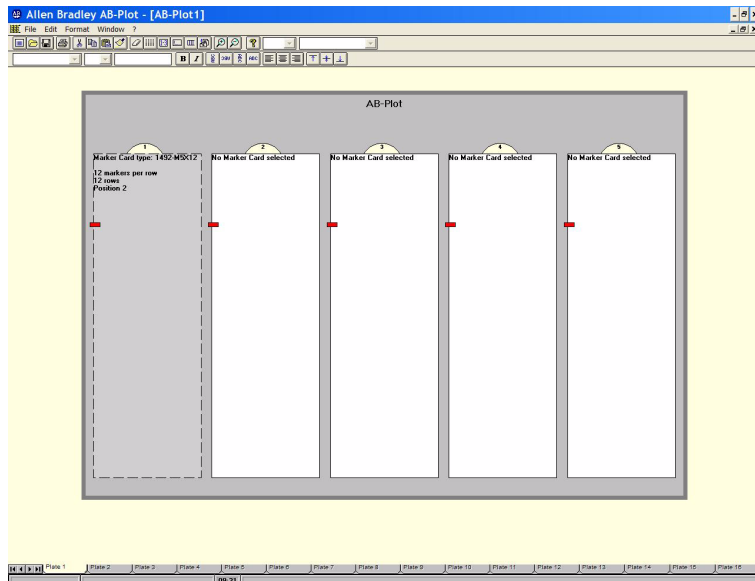 Allen Bradley AB-Plot - [AB-Plot1]
File Edit Format Window ?
B I ABC
AB-Plot
1 2 3 4 5
Marker Card type: 1492-M5X12
12 markers per row
12 rows
Position 2
No Marker Card selected
No Marker Card selected
No Marker Card selected
No Marker Card selected
Plate 1 Plate 2 Plate 3 Plate 4 Plate 5 Plate 6 Plate 7 Plate 8 Plate 9 Plate 10 Plate 11 Plate 12 Plate 13 Plate 14 Plate 15 Plate 16
09:21